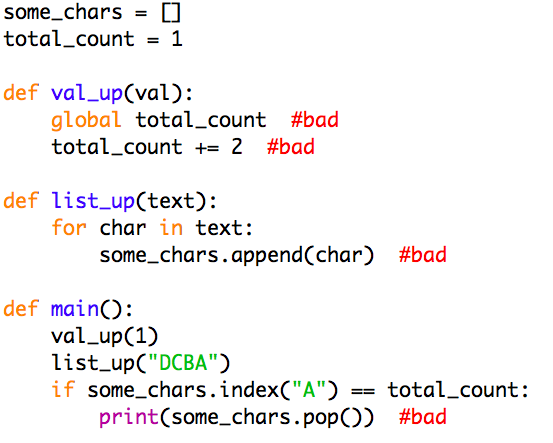 some_chars = []
total_count = 1
def val_up(val):
    global total_count  #bad
    total_count += 2  #bad
def list_up(text):
    for char in text:
        some_chars.append(char)  #bad
def main():
    val_up(1)
    list_up("DCBA")
    if some_chars.index("A") == total_count:
        print(some_chars.pop())  #bad